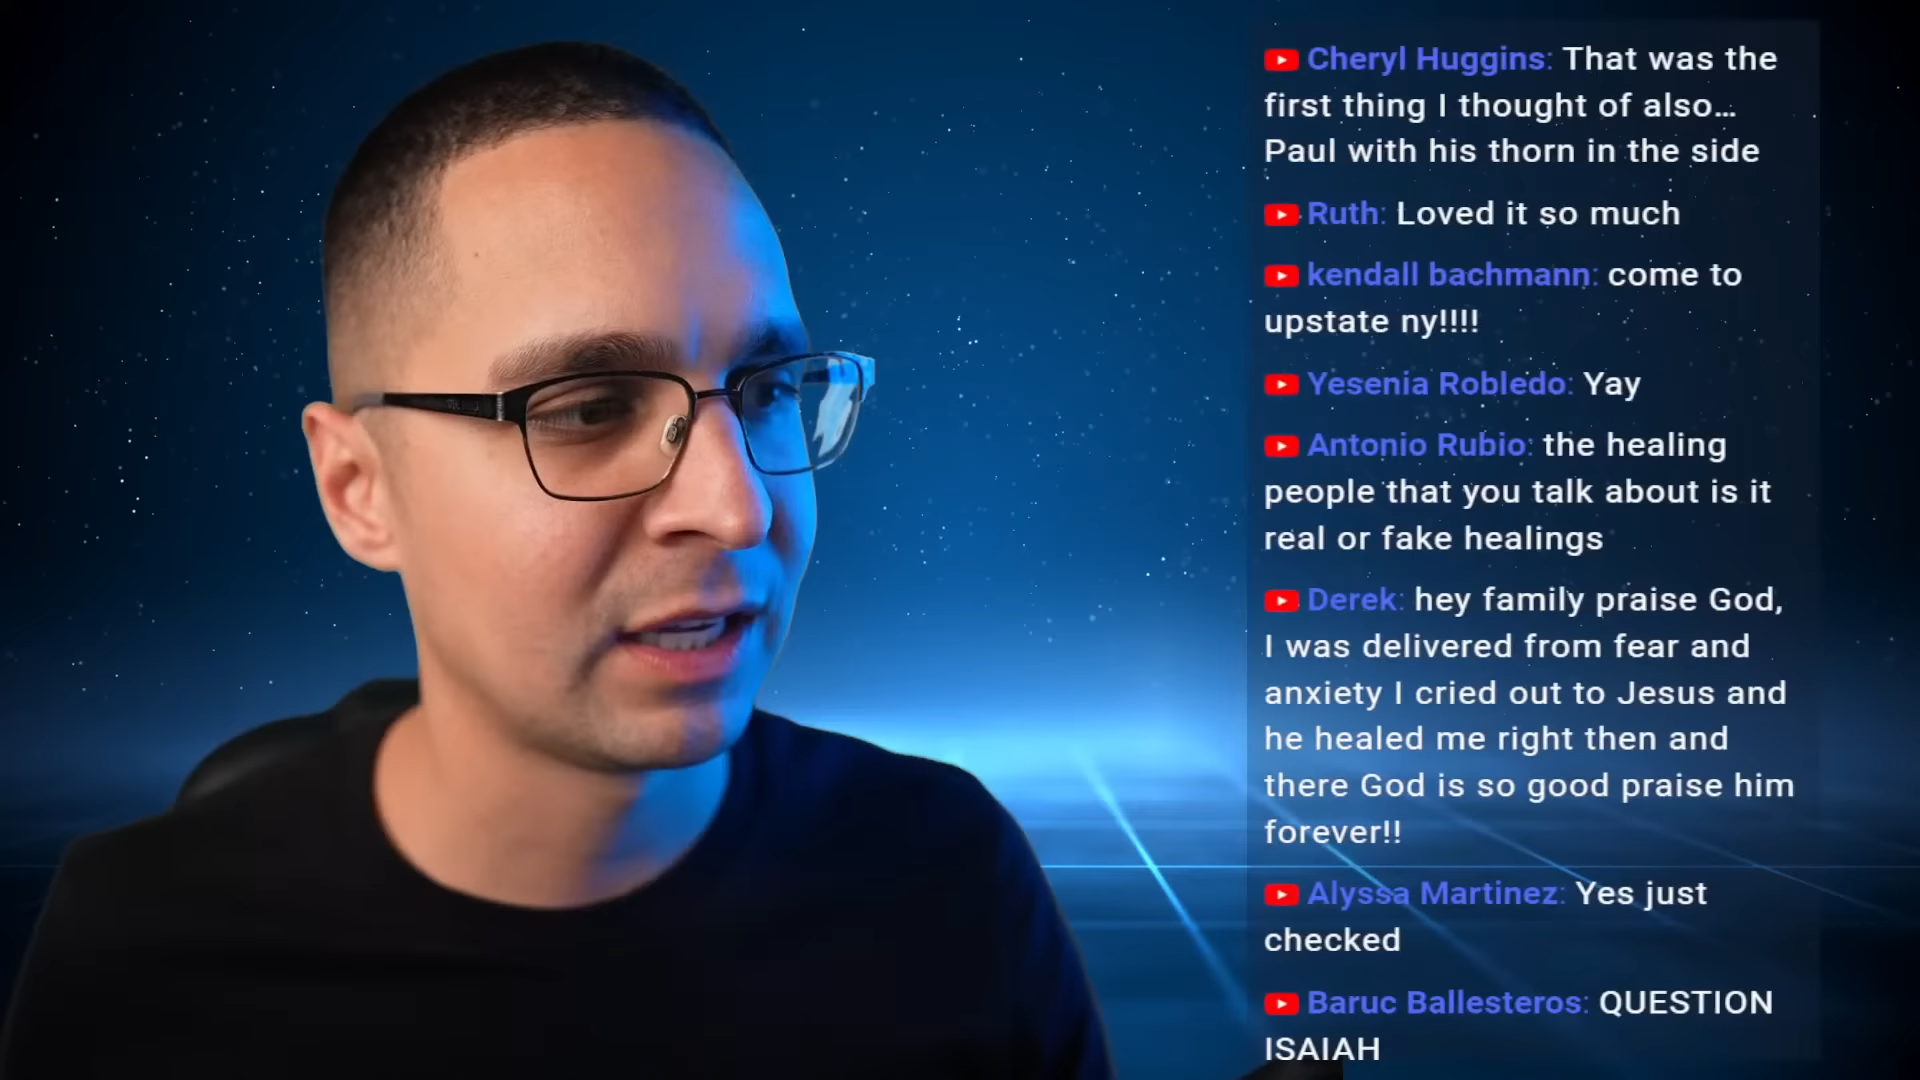 Cheryl Huggins: That was the
first thing I thought of also…
Paul with his thorn in the side
Ruth: Loved it so much
kendall bachmann: come to
upstate ny!!!!
Yesenia Robledo: Yay
Antonio Rubio: the healing
people that you talk about is it
real or fake healings
Derek: hey family praise God,
I was delivered from fear and
anxiety I cried out to Jesus and
he healed me right then and
there God is so good praise him
forever!!
Alyssa Martinez: Yes just
checked
Baruc Ballesteros: QUESTION
ISAIAH